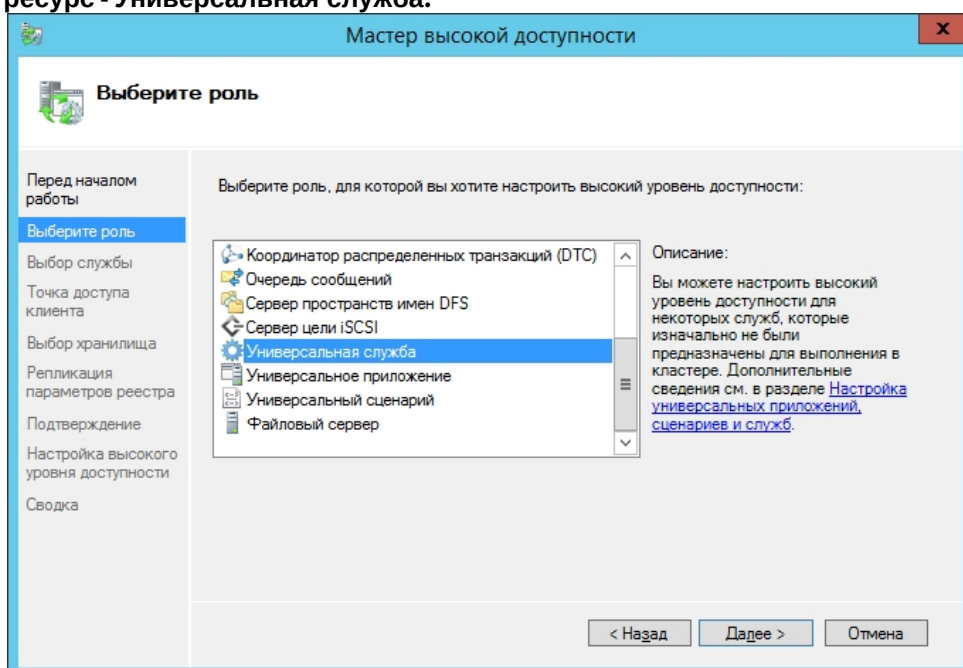 ресурс - Универсальная служба.
Мастер высокой доступности
x
Выберите роль
Перед началом
работы
Выберите роль
Выбор службы
Точка доступа
клиента
Выбор хранилища
Репликация
параметров реестра
Подтверждение
Настройка высокого
уровня доступности
Сводка
Выберите роль, для которой вы хотите настроить высокий уровень доступности:
Координатор распределенных транзакций (DTC)
Очередь сообщений
Сервер пространств имен DFS
Сервер цели iSCSI
Универсальная служба
Универсальное приложение
Универсальный сценарий
Файловый сервер
Описание:
Вы можете настроить высокий
уровень доступности для
некоторых служб, которые
изначально не были
предназначены для выполнения в
кластере. Дополнительные
сведения см. в разделе Настройка
универсальных приложений,
сценариев и служб.
< Назад
Далее >
Отмена